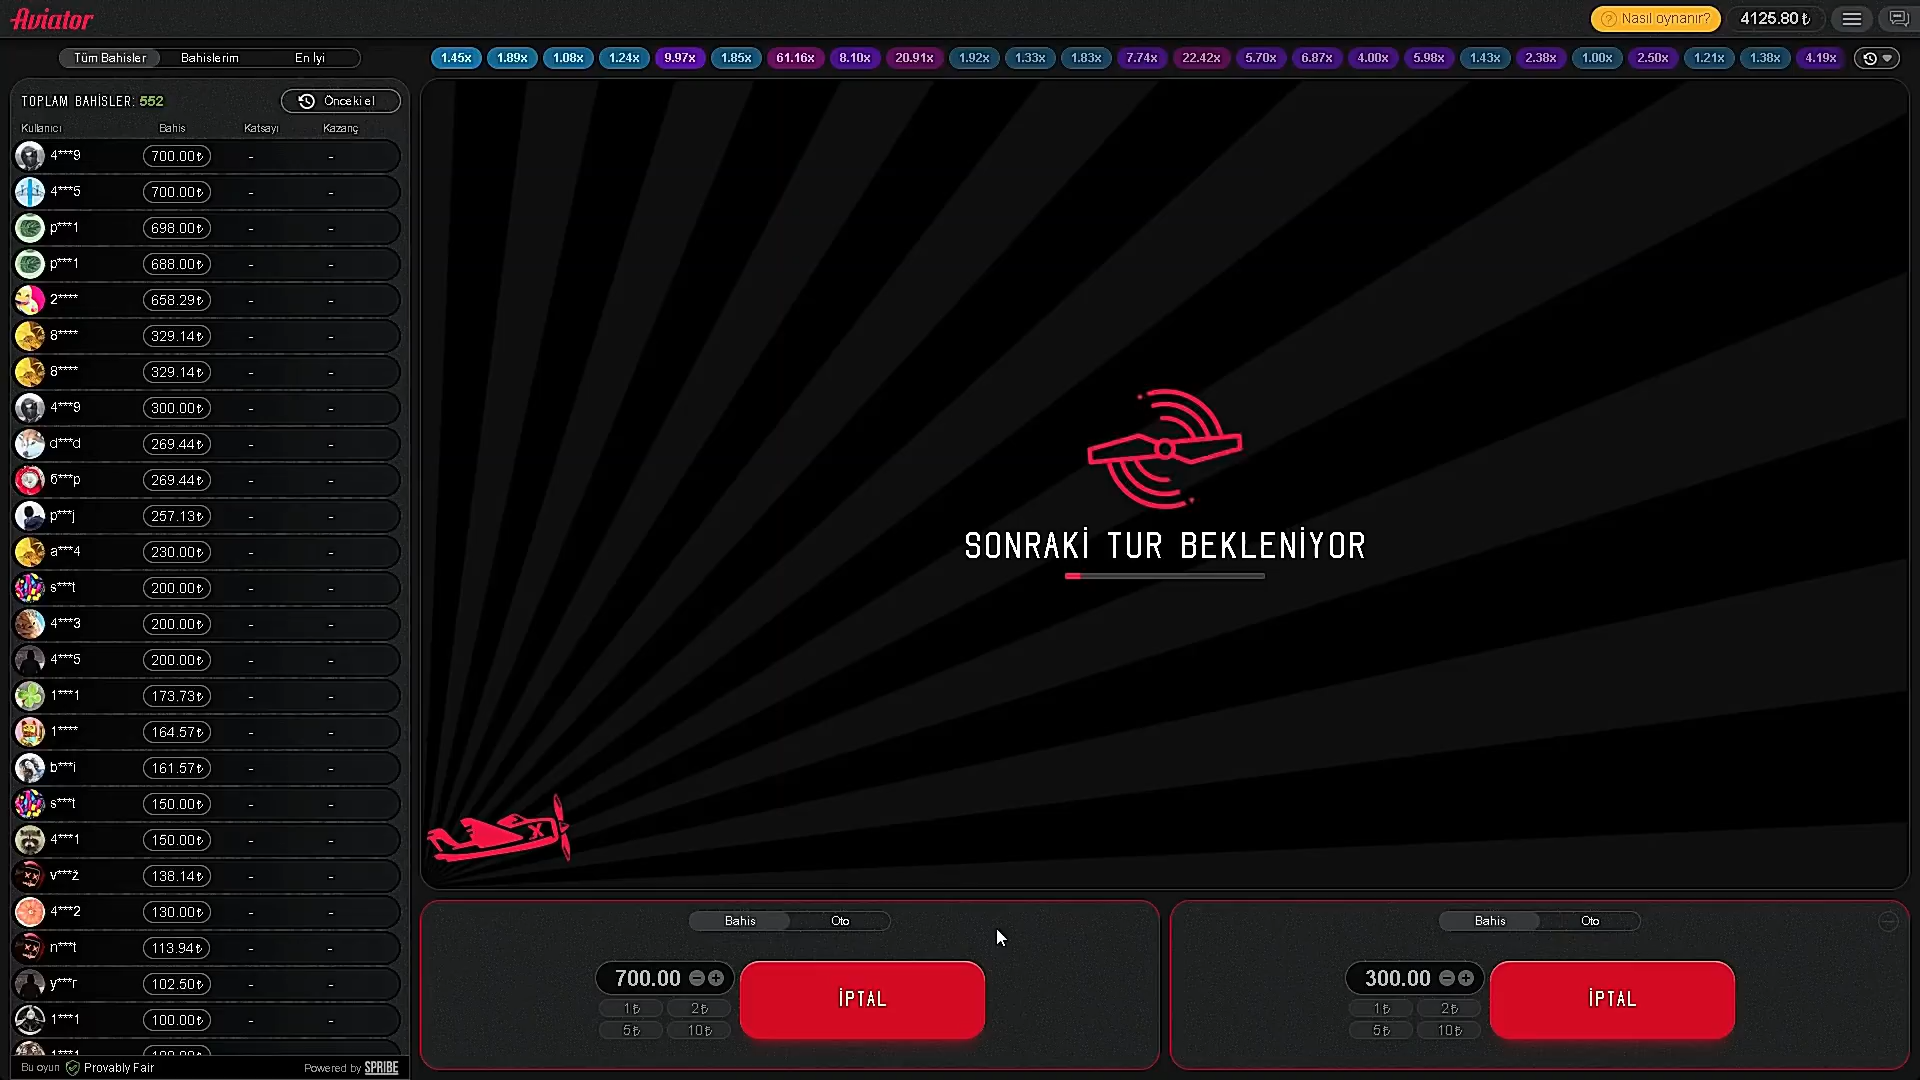 Aviator
Nasıl oynanır?
4125.80₺
Tüm Bahisler Bahislerim En İyi
1.45x 1.89x 1.08x 1.24x 9.97x 1.85x 61.16x 8.10x 20.91x 1.92x 1.33x 1.83x 7.74x 22.42x 5.70x 6.87x 4.00x 5.98x 1.43x 2.38x 1.00x 2.50x 1.21x 1.38x 4.19x
TOPLAM BAHİSLER: 552
Önceki el
Kullanıcı Bahis Katsayı Kazanç
4***9 700.00₺ - -
4***5 700.00₺ - -
p***1 698.00₺ - -
p***1 688.00₺ - -
2**** 658.29₺ - -
8**** 329.14₺ - -
8**** 329.14₺ - -
4***9 300.00₺ - -
d***d 269.44₺ - -
6***p 269.44₺ - -
p***j 257.13₺ - -
a***4 230.00₺ - -
s***t 200.00₺ - -
4***3 200.00₺ - -
4***5 200.00₺ - -
1***1 173.73₺ - -
1**** 164.57₺ - -
b***i 161.57₺ - -
s***t 150.00₺ - -
4***1 150.00₺ - -
v***ž 138.14₺ - -
4***2 130.00₺ - -
n***t 113.94₺ - -
y***r 102.50₺ - -
1***1 100.00₺ - -
1***1 100.00₺ - -
Bu oyun Provably Fair
Powered by SPRIBE
SONRAKİ TUR BEKLENİYOR
X
Bahis Oto
700.00
1₺ 2₺
5₺ 10₺
İPTAL
Bahis Oto
300.00
1₺ 2₺
5₺ 10₺
İPTAL